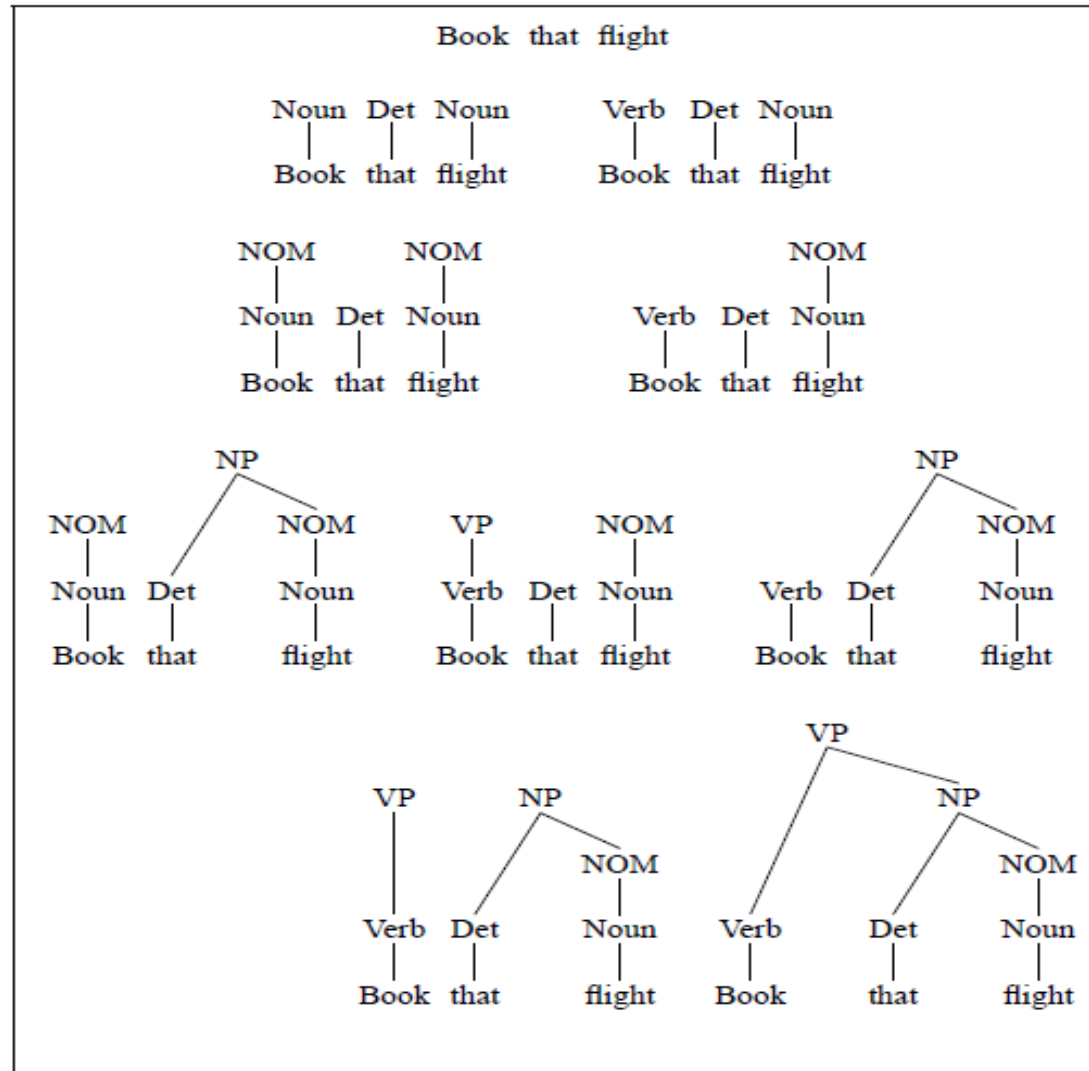 Book that flight
Noun Det Noun Verb Det Noun
Book that flight Book that flight
NOM NOM NOM
Noun Det Noun Verb Det Noun
Book that flight Book that flight
NP NP
NOM NOM VP NOM NOM
Noun Det Noun Verb Det Noun Verb Det Noun
Book that flight Book that flight Book that flight
VP
VP NP NP
NOM NOM
Verb Det Noun Verb Det Noun
Book that flight Book that flight